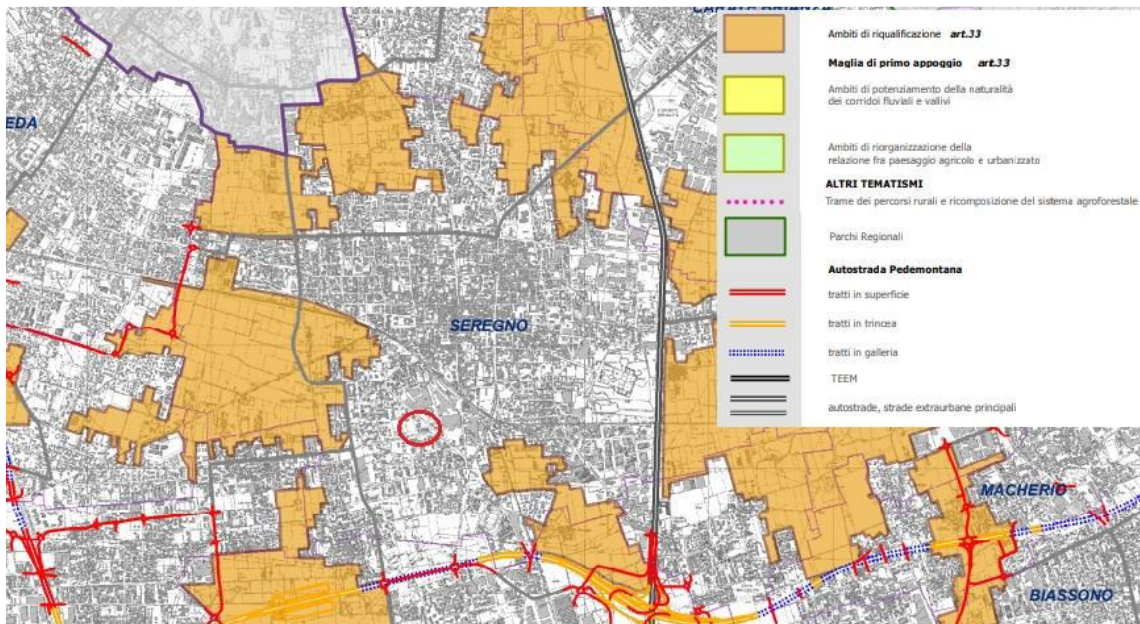 CARATE BRIANZA
EDA
SEREGNO
MACHERIO
BIASSONO
Ambiti di riqualificazione art.33
Maglia di primo appoggio art.33
Ambiti di potenziamento della naturalità
dei corridoi fluviali e vallivi
Ambiti di riorganizzazione della
relazione fra paesaggio agricolo e urbanizzato
ALTRI TEMATISMI
Trame dei percorsi rurali e ricomposizione del sistema agroforestale
Parchi Regionali
Autostrada Pedemontana
tratti in superficie
tratti in trincea
tratti in galleria
TEEM
autostrade, strade extraurbane principali